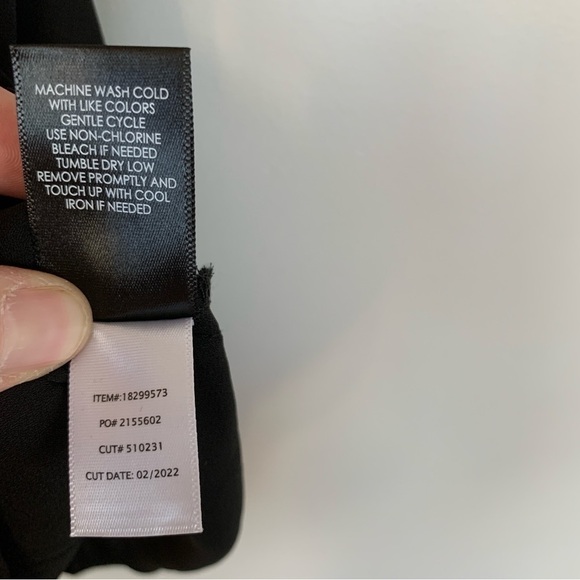 MACHINE WASH COLD
WITH LIKE COLORS
GENTLE CYCLE
USE NON-CHLORINE
BLEACH IF NEEDED
TUMBLE DRY LOW
REMOVE PROMPTLY AND
TOUCH UP WITH COOL
IRON IF NEEDED
ITEM#:18299573
PO# 2155602
CUT# 510231
CUT DATE: 02/2022